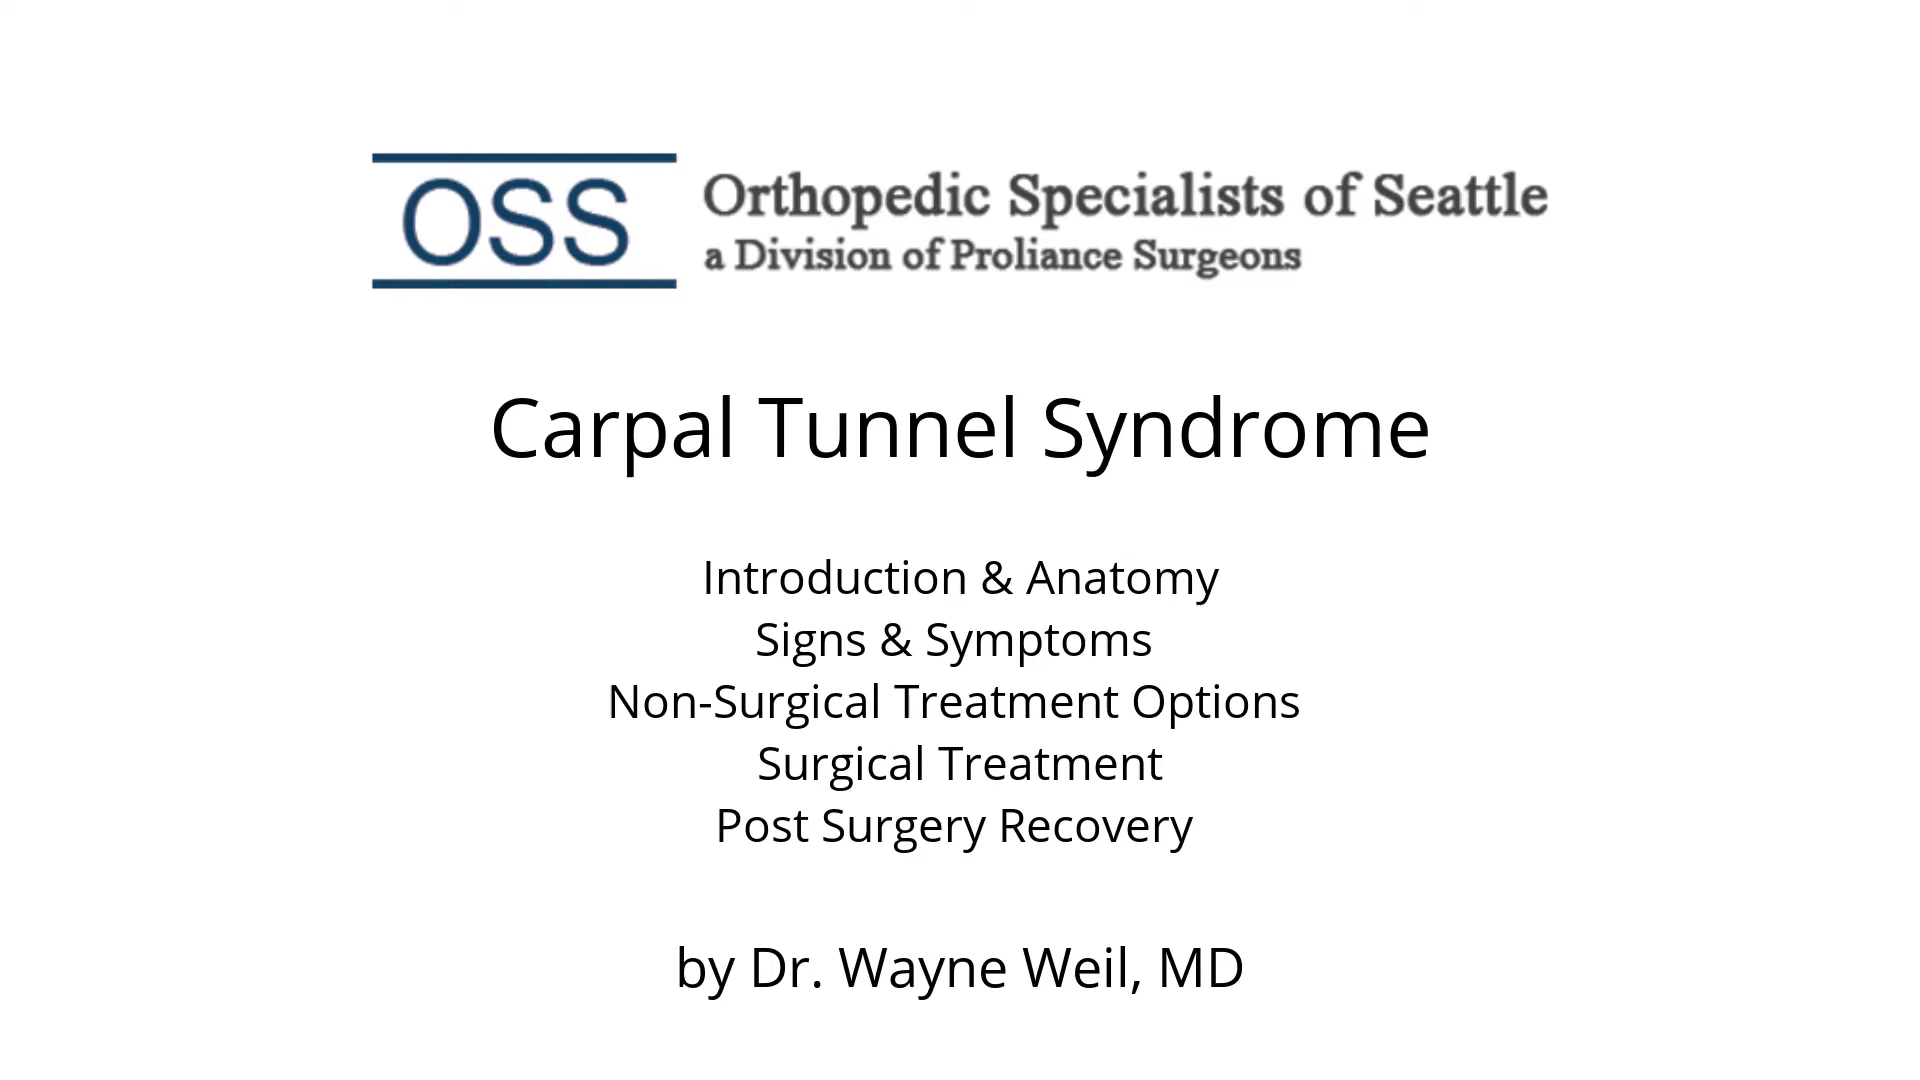 OSS
Orthopedic Specialists of Seattle
a Division of Proliance Surgeons
Carpal Tunnel Syndrome
Introduction & Anatomy
Signs & Symptoms
Non-Surgical Treatment Options
Surgical Treatment
Post Surgery Recovery
by Dr. Wayne Weil, MD